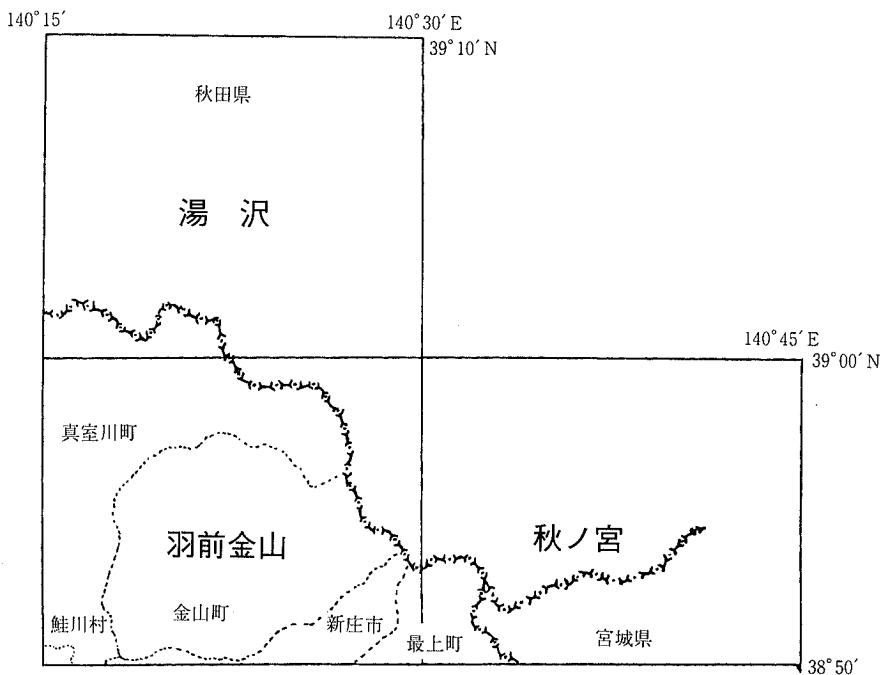 140°15′
140°30′E
39°10′N
秋田県
湯 沢
140°45′E
39°00′N
真室川町
羽前金山
秋ノ宮
金山町
鮭川村
新庄市
最上町
宮城県
38°50′